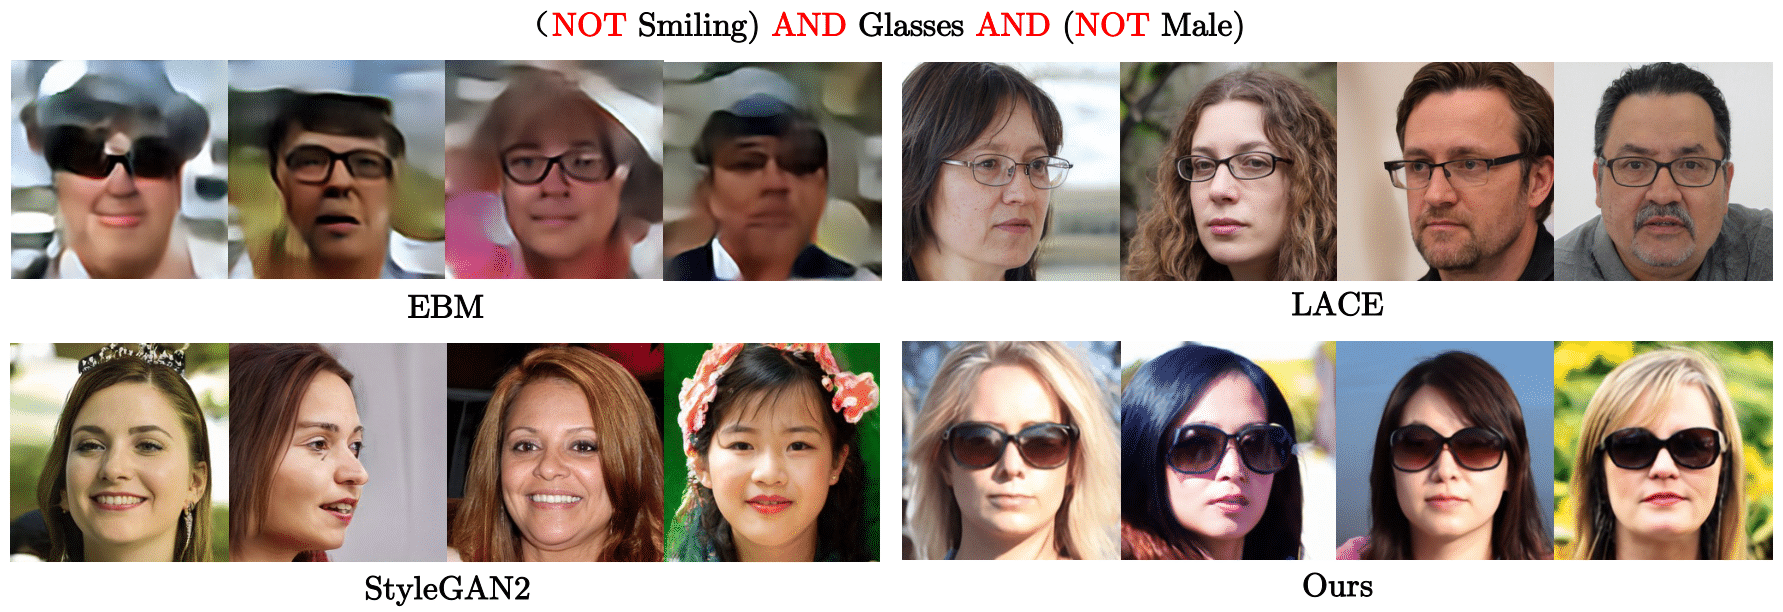 (NOT Smiling) AND Glasses AND (NOT Male)
EBM
LACE
StyleGAN2
Ours